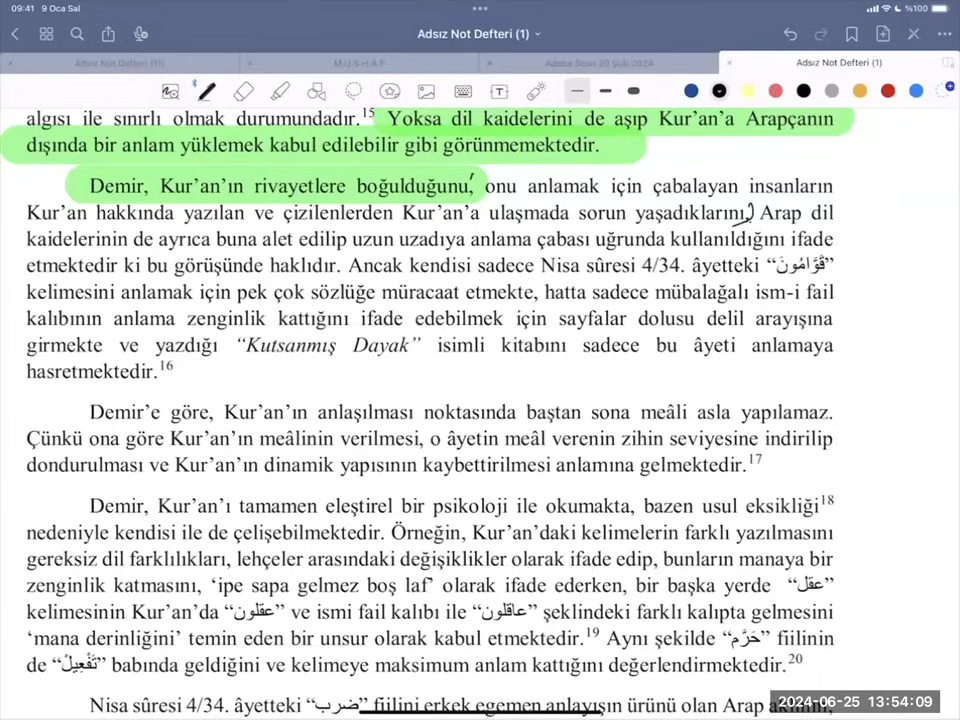 09:41 9 Oca Sal
%100
Adsız Not Defteri (1)
Adsız Not Defteri (1)
MUSHAF
Adobe Scan 20 Şub 2024
Adsız Not Defteri (1)
algısı ile sınırlı olmak durumundadır.15 Yoksa dil kaidelerini de aşıp Kur’an’a Arapçanın
dışında bir anlam yüklemek kabul edilebilir gibi görünmemektedir.
Demir, Kur’an’ın rivayetlere boğulduğunu, onu anlamak için çabalayan insanların
Kur’an hakkında yazılan ve çizilenlerden Kur’an’a ulaşmada sorun yaşadıklarını, Arap dil
kaidelerinin de ayrıca buna alet edilip uzun uzadıya anlama çabası uğrunda kullanıldığını ifade
etmektedir ki bu görüşünde haklıdır. Ancak kendisi sadece Nisa sûresi 4/34. âyetteki “قَوَّامُونَ”
kelimesini anlamak için pek çok sözlüğe müracaat etmekte, hatta sadece mübalağalı ism-i fail
kalıbının anlama zenginlik kattığını ifade edebilmek için sayfalar dolusu delil arayışına
girmekte ve yazdığı “Kutsanmış Dayak” isimli kitabını sadece bu âyeti anlamaya
hasretmektedir.16
Demir’e göre, Kur’an’ın anlaşılması noktasında baştan sona meâli asla yapılamaz.
Çünkü ona göre Kur’an’ın meâlinin verilmesi, o âyetin meâl verenin zihin seviyesine indirilip
dondurulması ve Kur’an’ın dinamik yapısının kaybettirilmesi anlamına gelmektedir.17
Demir, Kur’an’ı tamamen eleştirel bir psikoloji ile okumakta, bazen usul eksikliği18
nedeniyle kendisi ile de çelişebilmektedir. Örneğin, Kur’an’daki kelimelerin farklı yazılmasını
gereksiz dil farklılıkları, lehçeler arasındaki değişiklikler olarak ifade edip, bunların manaya bir
zenginlik katmasını, ‘ipe sapa gelmez boş laf’ olarak ifade ederken, bir başka yerde “عقل”
kelimesinin Kur’an’da “عقلون” ve ismi fail kalıbı ile “عاقلون” şeklindeki farklı kalıpta gelmesini
‘mana derinliğini’ temin eden bir unsur olarak kabul etmektedir.19 Aynı şekilde “حَرَّم” fiilinin
de “تَفْعِيلْ” babında geldiğini ve kelimeye maksimum anlam kattığını değerlendirmektedir.20
Nisa sûresi 4/34. âyetteki “ضرب” fiilini erkek egemen anlayışın ürünü olan Arap
2024-06-25 13:54:09